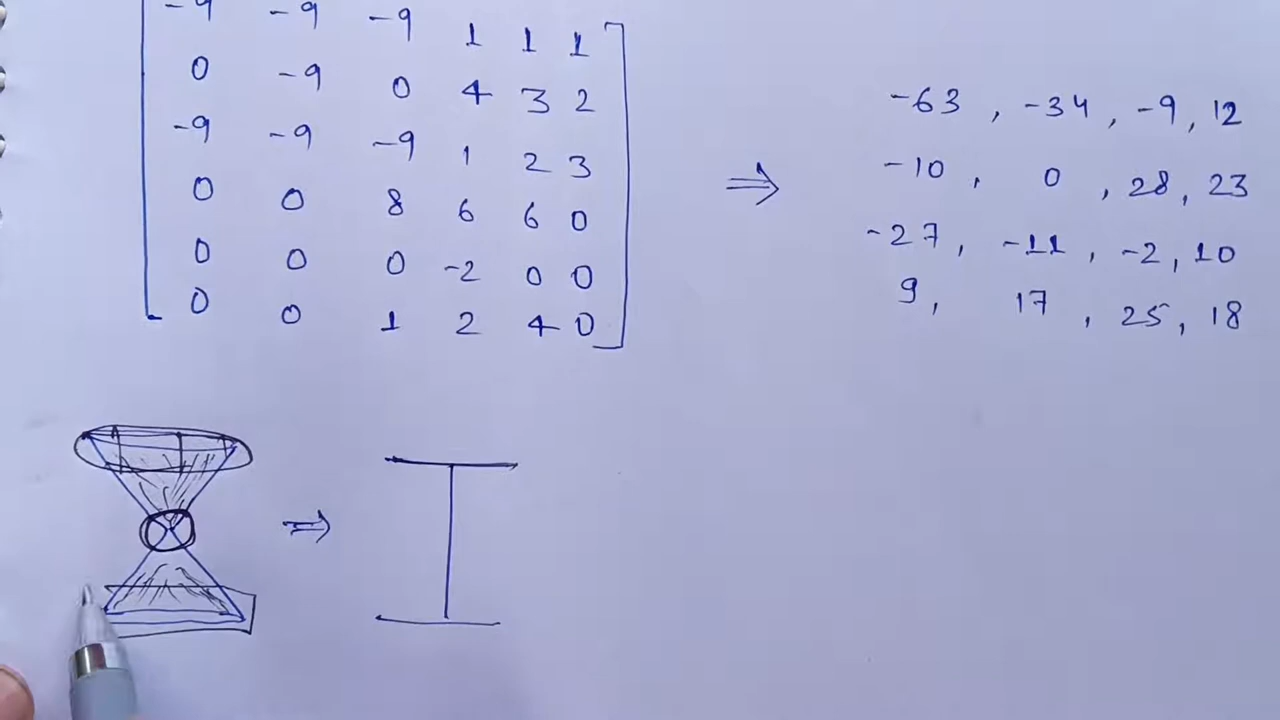 -9 -9 -9 1 1 1
0 -9 0 4 3 2
-9 -9 -9 1 2 3
0 0 8 6 6 0
0 0 0 -2 0 0
0 0 1 2 4 0
⇒
-63, -34, -9, 12
-10, 0, 28, 23
-27, -11, -2, 10
9, 17, 25, 18
⇒